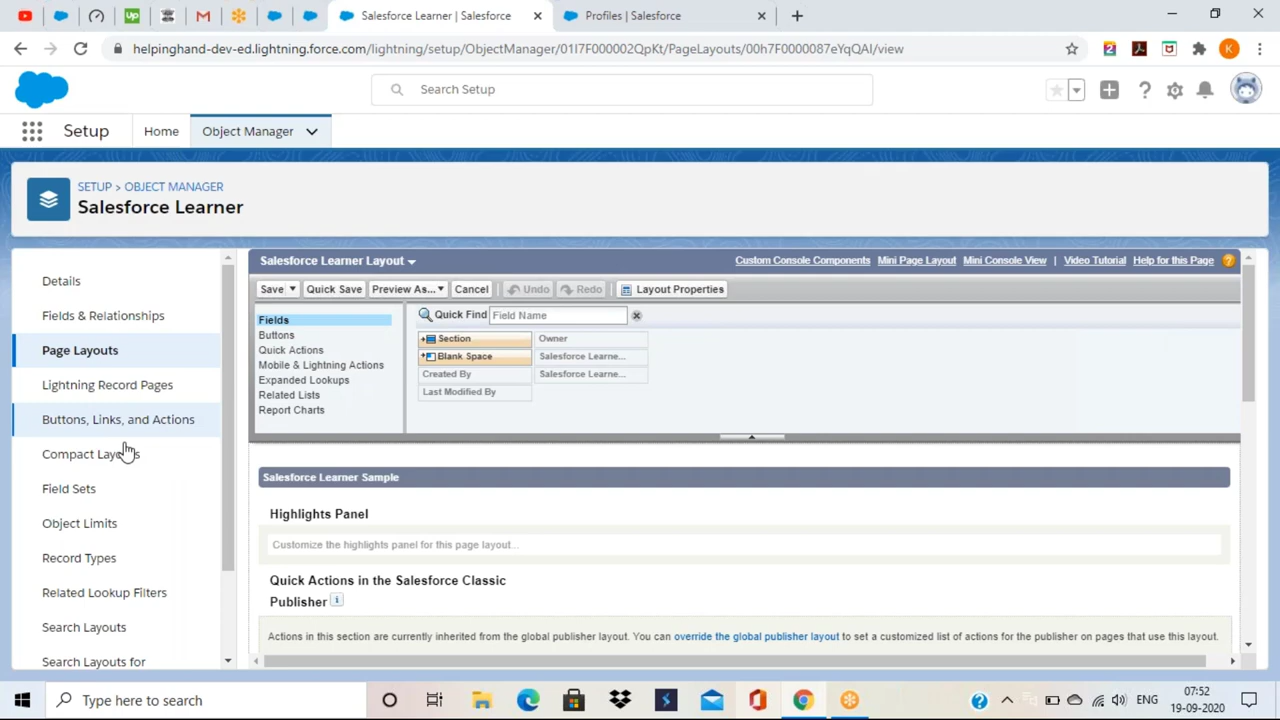 Salesforce Learner | Salesforce
Profiles | Salesforce
helpinghand-dev-ed.lightning.force.com/lightning/setup/ObjectManager/01I7F000002QpKt/PageLayouts/00h7F0000087eYqQAI/view
Search Setup
Setup
Home
Object Manager
SETUP > OBJECT MANAGER
Salesforce Learner
Details
Fields & Relationships
Page Layouts
Lightning Record Pages
Buttons, Links, and Actions
Compact Layouts
Field Sets
Object Limits
Record Types
Related Lookup Filters
Search Layouts
Search Layouts for
Salesforce Learner Layout
Custom Console Components Mini Page Layout Mini Console View | Video Tutorial Help for this Page
Save Quick Save Preview As... Cancel Undo Redo Layout Properties
Fields
Buttons
Quick Actions
Mobile & Lightning Actions
Expanded Lookups
Related Lists
Report Charts
Quick Find Field Name
Section Owner
Blank Space Salesforce Learne...
Created By Salesforce Learne...
Last Modified By
Salesforce Learner Sample
Highlights Panel
Customize the highlights panel for this page layout...
Quick Actions in the Salesforce Classic
Publisher
Actions in this section are currently inherited from the global publisher layout. You can override the global publisher layout to set a customized list of actions for the publisher on pages that use this layout.
Type here to search
ENG
07:52
19-09-2020